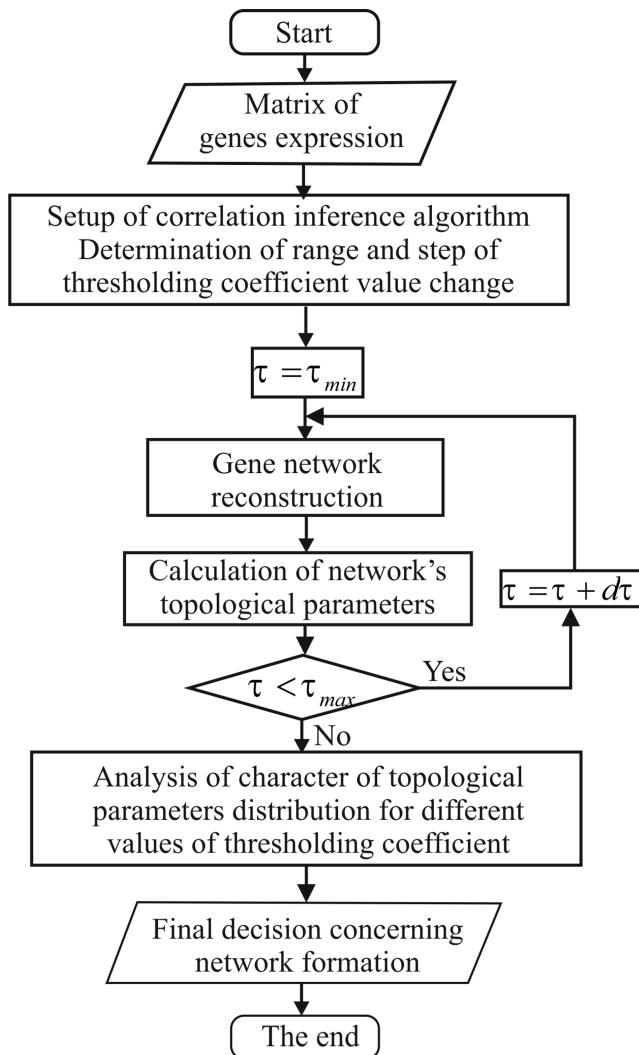 Start
Matrix of
genes expression
Setup of correlation inference algorithm
Determination of range and step of
thresholding coefficient value change
τ = τmin
Gene network
reconstruction
Calculation of network's
topological parameters
τ = τ + dτ
τ < τmax
Yes
No
Analysis of character of topological
parameters distribution for different
values of thresholding coefficient
Final decision concerning
network formation
The end